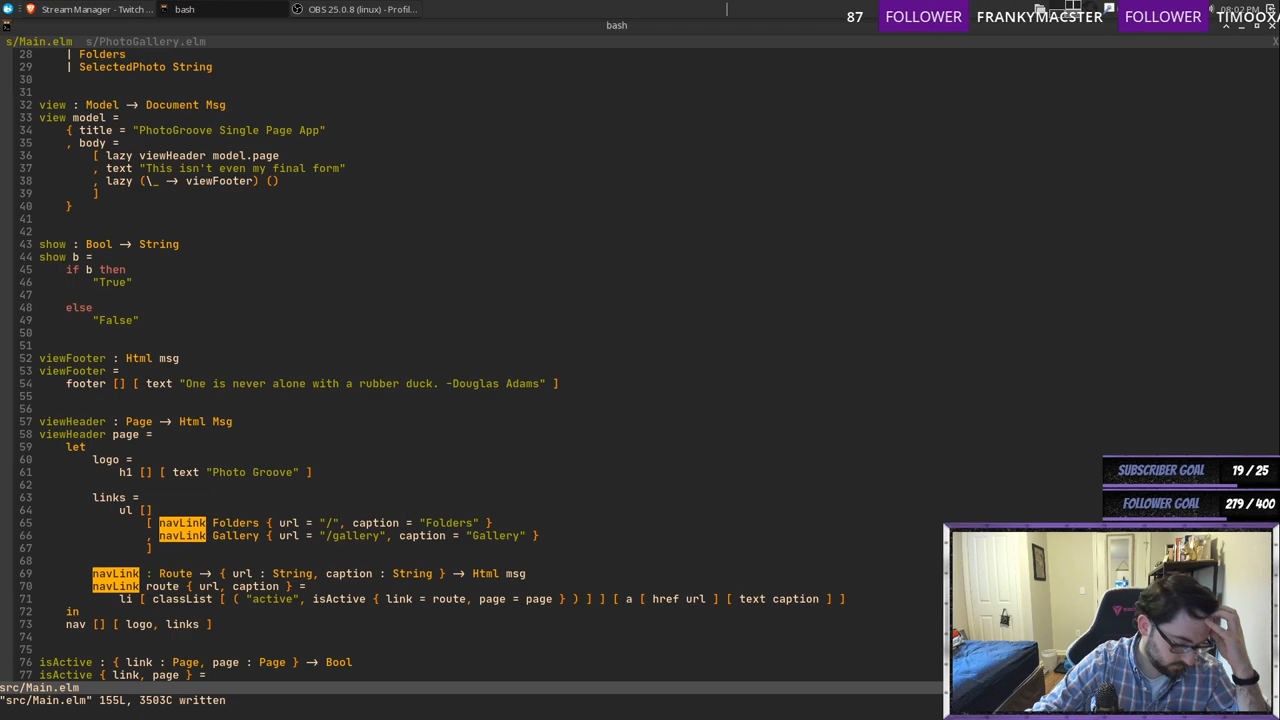 Stream Manager - Twitch
bash
OBS 25.0.8 (linux) - Profil...
08:02 PM
bash
87 FOLLOWER FRANKYMACSTER FOLLOWER TIMOOX
s/Main.elm s/PhotoGallery.elm X
28 | Folders
29 | SelectedPhoto String
30
31
32 view : Model → Document Msg
33 view model =
34 { title = "PhotoGroove Single Page App"
35 , body =
36 [ lazy viewHeader model.page
37 , text "This isn't even my final form"
38 , lazy (\_ → viewFooter) ()
39 ]
40 }
41
42
43 show : Bool → String
44 show b =
45 if b then
46 "True"
47
48 else
49 "False"
50
51
52 viewFooter : Html msg
53 viewFooter =
54 footer [] [ text "One is never alone with a rubber duck. -Douglas Adams" ]
55
56
57 viewHeader : Page → Html Msg
58 viewHeader page =
59 let
60 logo =
61 h1 [] [ text "Photo Groove" ]
62
63 links =
64 ul []
65 [ navLink Folders { url = "/", caption = "Folders" }
66 , navLink Gallery { url = "/gallery", caption = "Gallery" }
67 ]
68
69 navLink : Route → { url : String, caption : String } → Html msg
70 navLink route { url, caption } =
71 li [ classList [ ( "active", isActive { link = route, page = page } ) ] ] [ a [ href url ] [ text caption ] ]
72 in
73 nav [] [ logo, links ]
74
75
76 isActive : { link : Page, page : Page } → Bool
77 isActive { link, page } =
src/Main.elm
"src/Main.elm" 155L, 3503C written
SUBSCRIBER GOAL 19 / 25
FOLLOWER GOAL 279 / 400